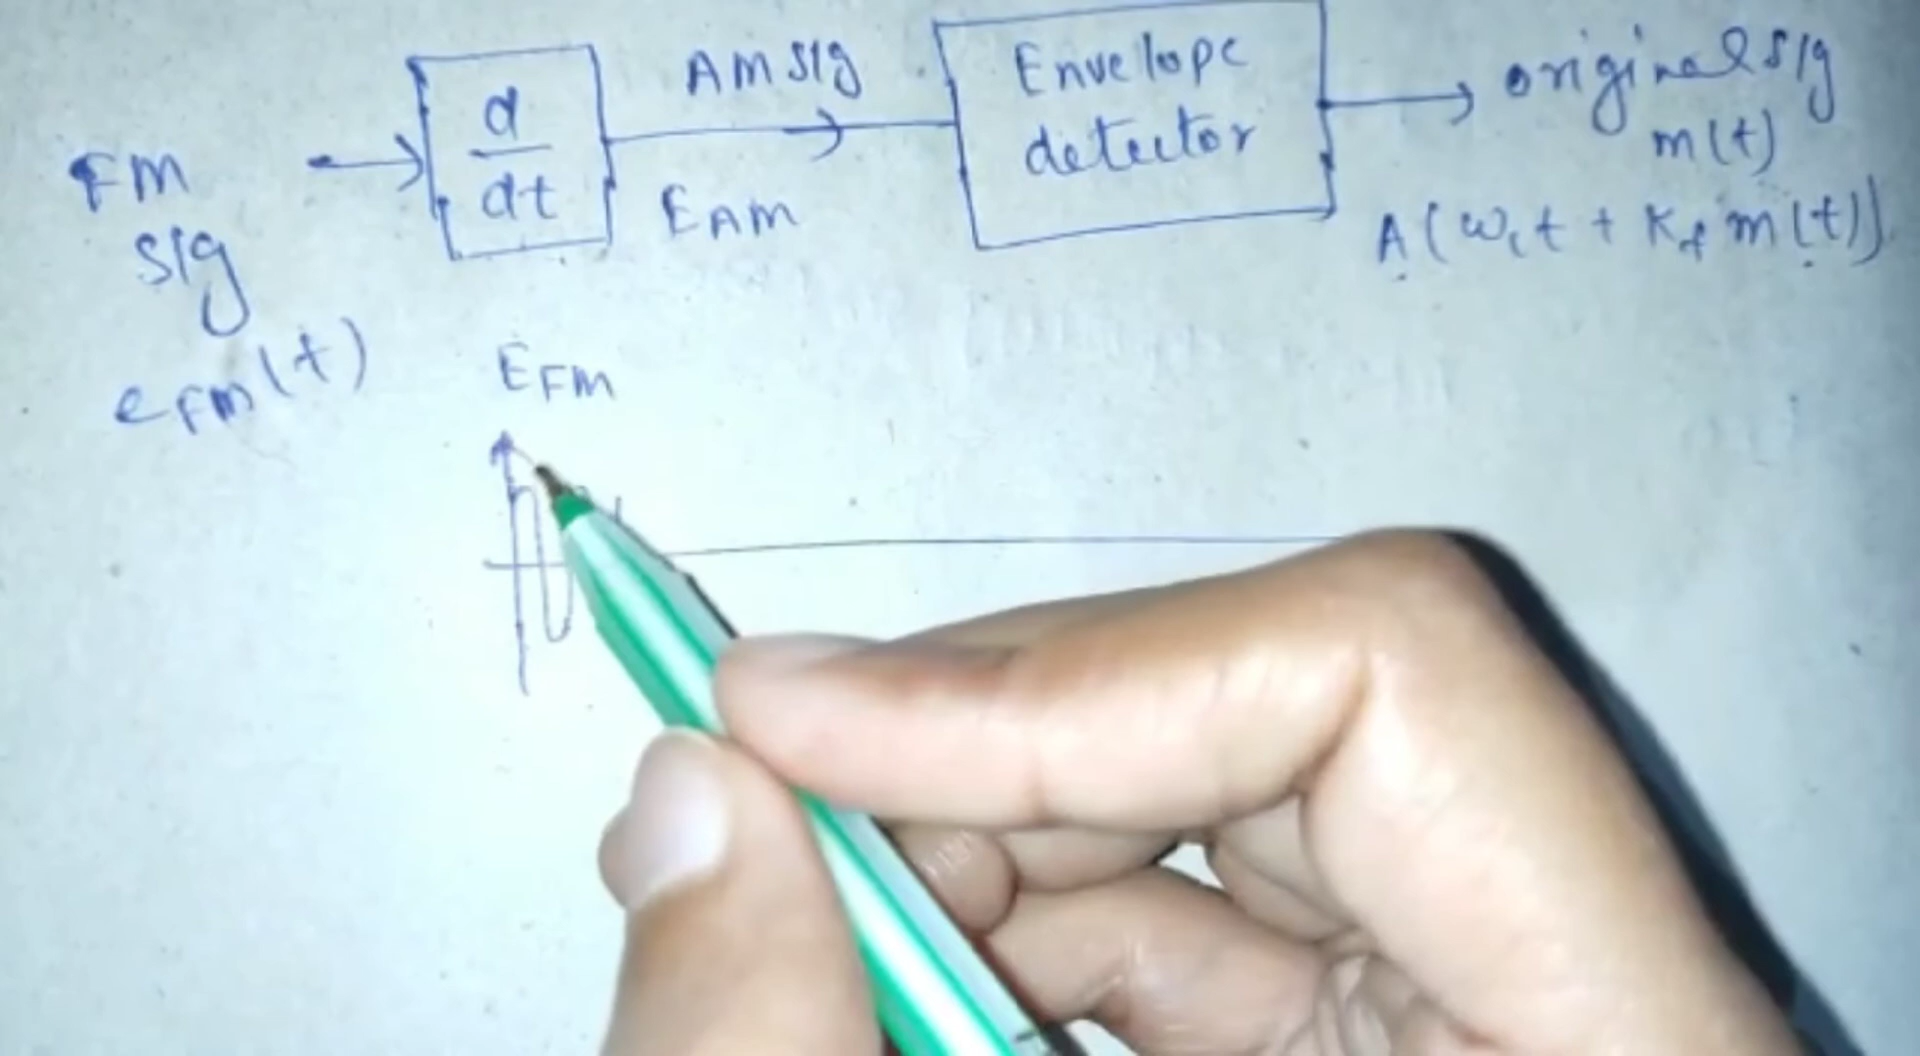 FM
sig
eFM(t)
d
dt
AM sig
EAM
Envelope
detector
original sig
m(t)
A(ωct + Kf m(t))
EFM